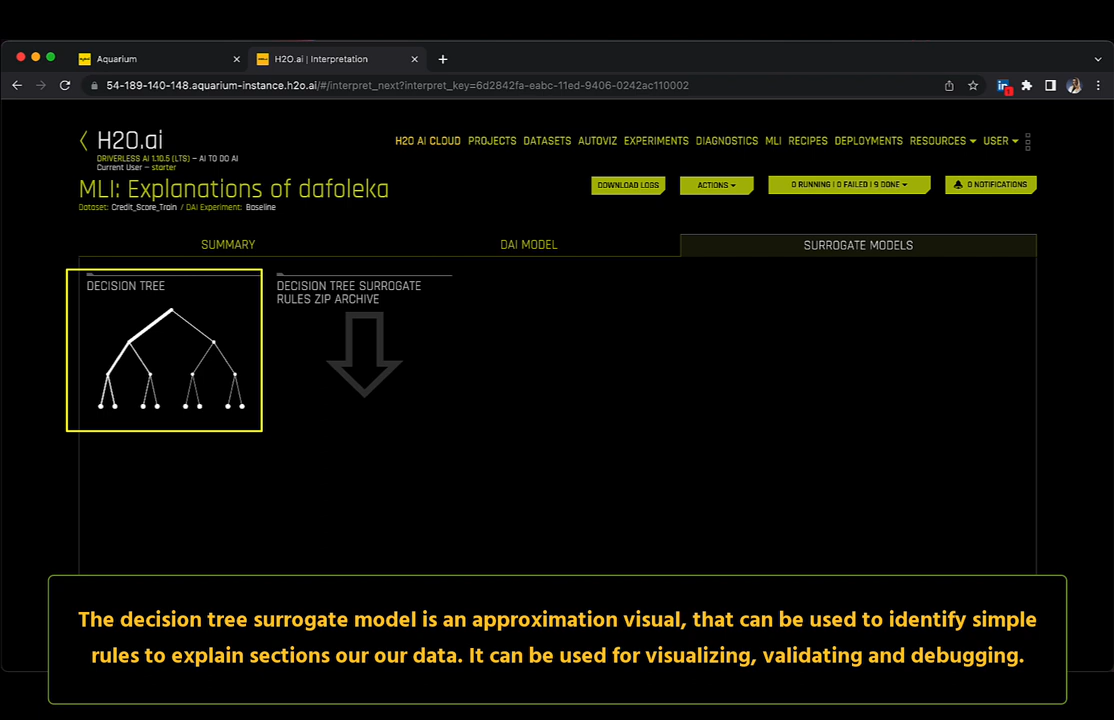 Aquarium
H2O.ai | Interpretation
54-189-140-148.aquarium-instance.h2o.ai/#/interpret_next?interpret_key=6d2842fa-eabc-11ed-9406-0242ac110002
H2O.ai
H2O AI CLOUD PROJECTS DATASETS AUTOVIZ EXPERIMENTS DIAGNOSTICS MLI RECIPES DEPLOYMENTS RESOURCES USER
DRIVERLESS AI 1.10.5 (LTS) — AI TO DO AI
Current User — starter
MLI: Explanations of dafoleka
DOWNLOAD LOGS ACTIONS 0 RUNNING | 0 FAILED | 9 DONE 0 NOTIFICATIONS
Dataset: Credit_Score_Train / DAI Experiment: Baseline
SUMMARY DAI MODEL SURROGATE MODELS
DECISION TREE
DECISION TREE SURROGATE
RULES ZIP ARCHIVE
The decision tree surrogate model is an approximation visual, that can be used to identify simple
rules to explain sections our our data. It can be used for visualizing, validating and debugging.